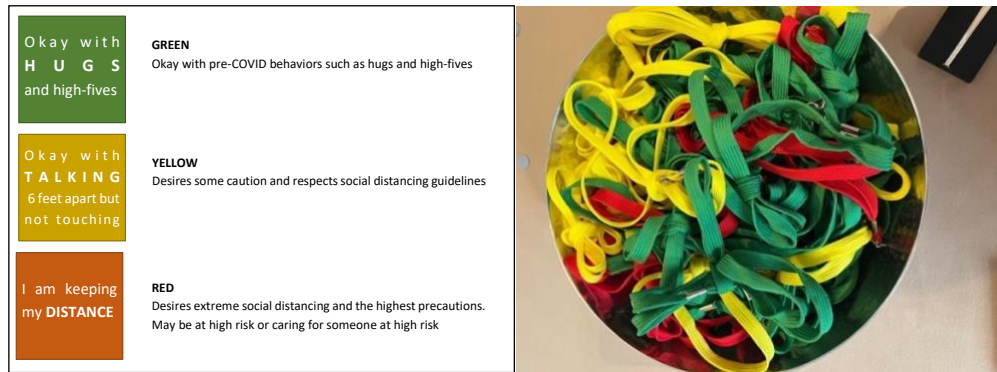 Okay with
HUGS
and high-fives
GREEN
Okay with pre-COVID behaviors such as hugs and high-fives
Okay with
TALKING
6 feet apart but
not touching
YELLOW
Desires some caution and respects social distancing guidelines
I am keeping
my DISTANCE
RED
Desires extreme social distancing and the highest precautions.
May be at high risk or caring for someone at high risk